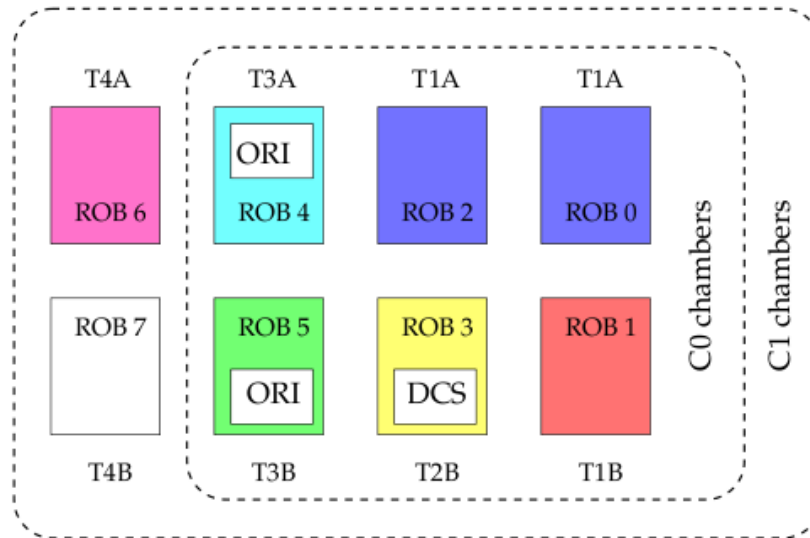 T4A T3A T1A T1A
ORI
ROB 6 ROB 4 ROB 2 ROB 0
C0 chambers
C1 chambers
ROB 7 ROB 5 ROB 3 ROB 1
ORI DCS
T4B T3B T2B T1B